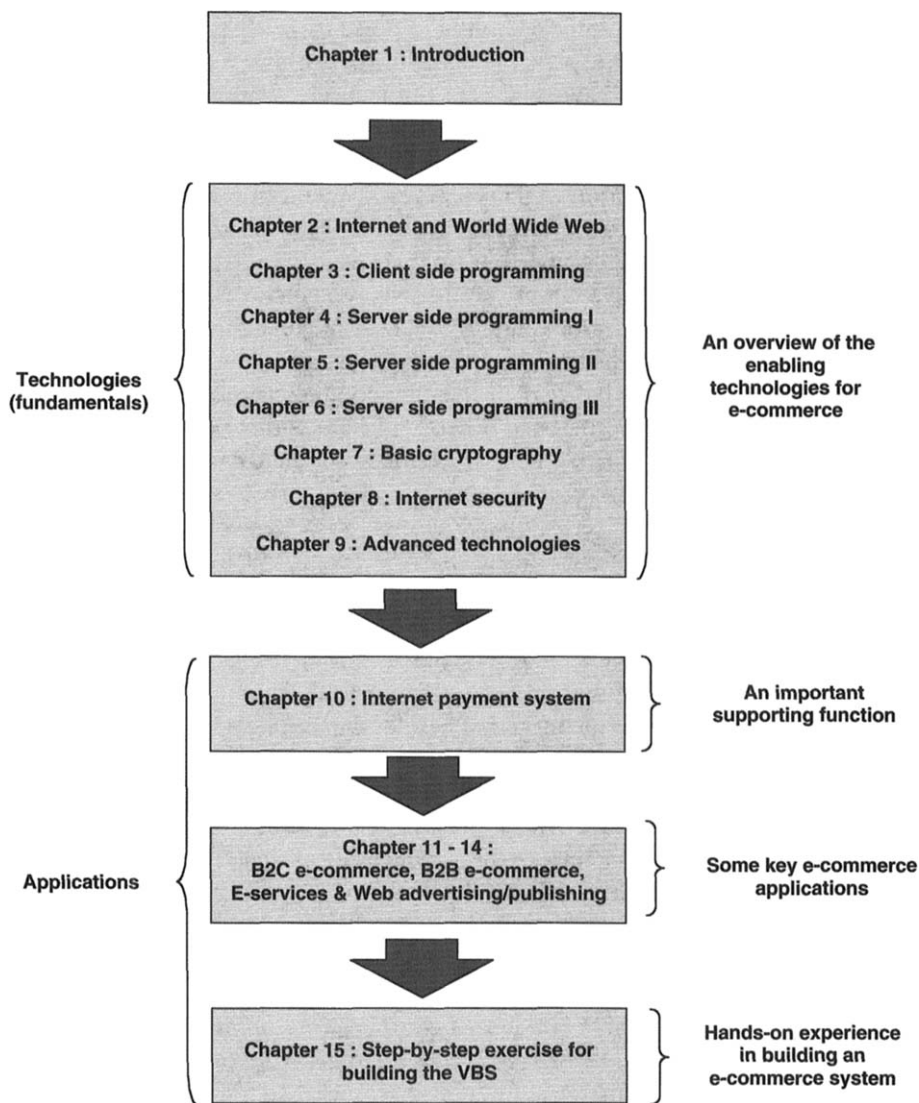 Chapter 1 : Introduction
Chapter 2 : Internet and World Wide Web
Chapter 3 : Client side programming
Chapter 4 : Server side programming I
Chapter 5 : Server side programming II
Chapter 6 : Server side programming III
Chapter 7 : Basic cryptography
Chapter 8 : Internet security
Chapter 9 : Advanced technologies
Technologies
(fundamentals)
An overview of the
enabling
technologies for
e-commerce
Chapter 10 : Internet payment system
An important
supporting function
Applications
Chapter 11 - 14 :
B2C e-commerce, B2B e-commerce,
E-services & Web advertising/publishing
Some key e-commerce
applications
Chapter 15 : Step-by-step exercise for
building the VBS
Hands-on experience
in building an
e-commerce system